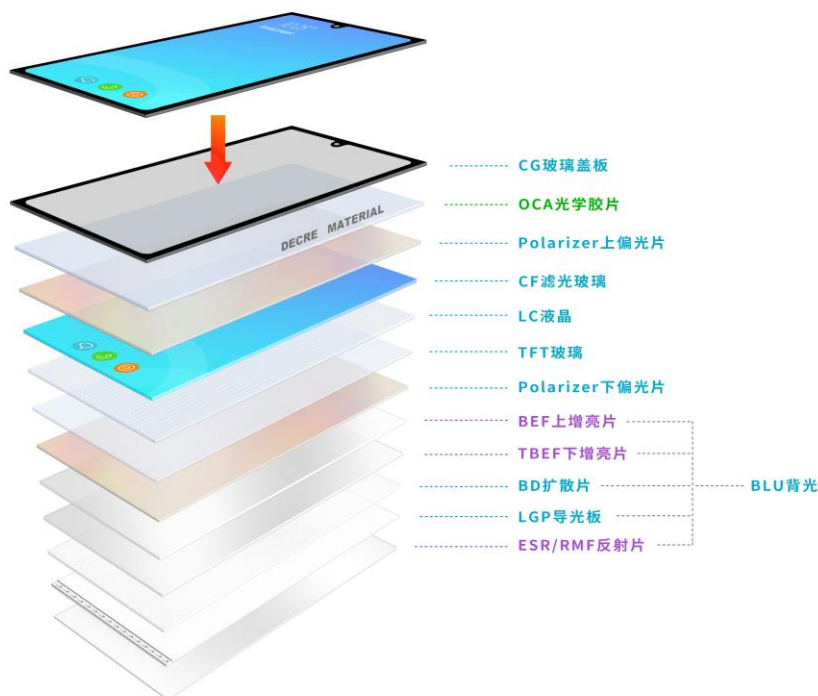 CG玻璃盖板
OCA光学胶片
DECRE MATERIAL
Polarizer上偏光片
CF滤光玻璃
LC液晶
TFT玻璃
Polarizer下偏光片
BEF上增亮片
TBEF下增亮片
BD扩散片
BLU背光
LGP导光板
ESR/RMF反射片